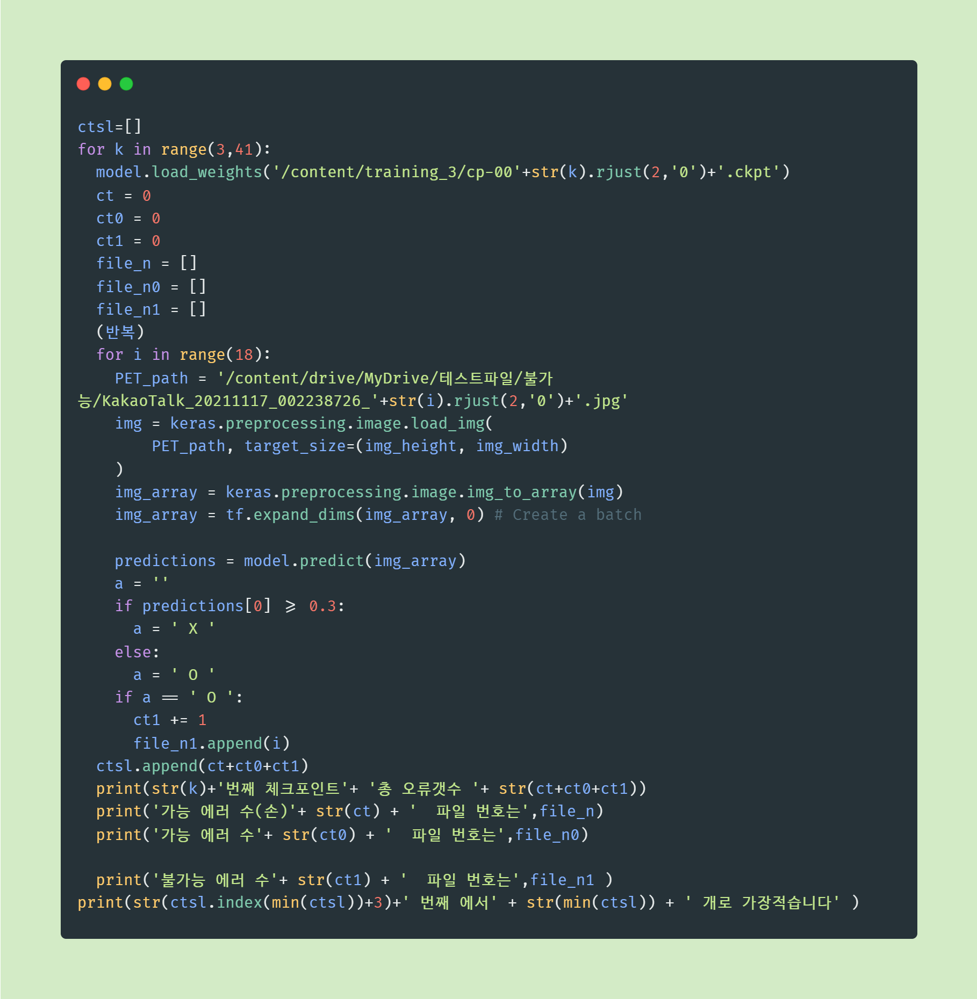 ctsl=[]
for k in range(3,41):
  model.load_weights('/content/training_3/cp-00'+str(k).rjust(2,'0')+'.ckpt')
  ct = 0
  ct0 = 0
  ct1 = 0
  file_n = []
  file_n0 = []
  file_n1 = []
  (반복)
  for i in range(18):
    PET_path = '/content/drive/MyDrive/테스트파일/불가
능/KakaoTalk_20211117_002238726_'+str(i).rjust(2,'0')+'.jpg'
    img = keras.preprocessing.image.load_img(
        PET_path, target_size=(img_height, img_width)
    )
    img_array = keras.preprocessing.image.img_to_array(img)
    img_array = tf.expand_dims(img_array, 0) # Create a batch

    predictions = model.predict(img_array)
    a = ''
    if predictions[0] >= 0.3:
      a = ' X '
    else:
      a = ' O '
    if a == ' O ':
      ct1 += 1
      file_n1.append(i)
  ctsl.append(ct+ct0+ct1)
  print(str(k)+'번째 체크포인트'+ '총 오류갯수 '+ str(ct+ct0+ct1))
  print('가능 에러 수(손)'+ str(ct) + '  파일 번호는',file_n)
  print('가능 에러 수'+ str(ct0) + '  파일 번호는',file_n0)

  print('불가능 에러 수'+ str(ct1) + '  파일 번호는',file_n1 )
print(str(ctsl.index(min(ctsl))+3)+' 번째 에서' + str(min(ctsl)) + ' 개로 가장적습니다' )